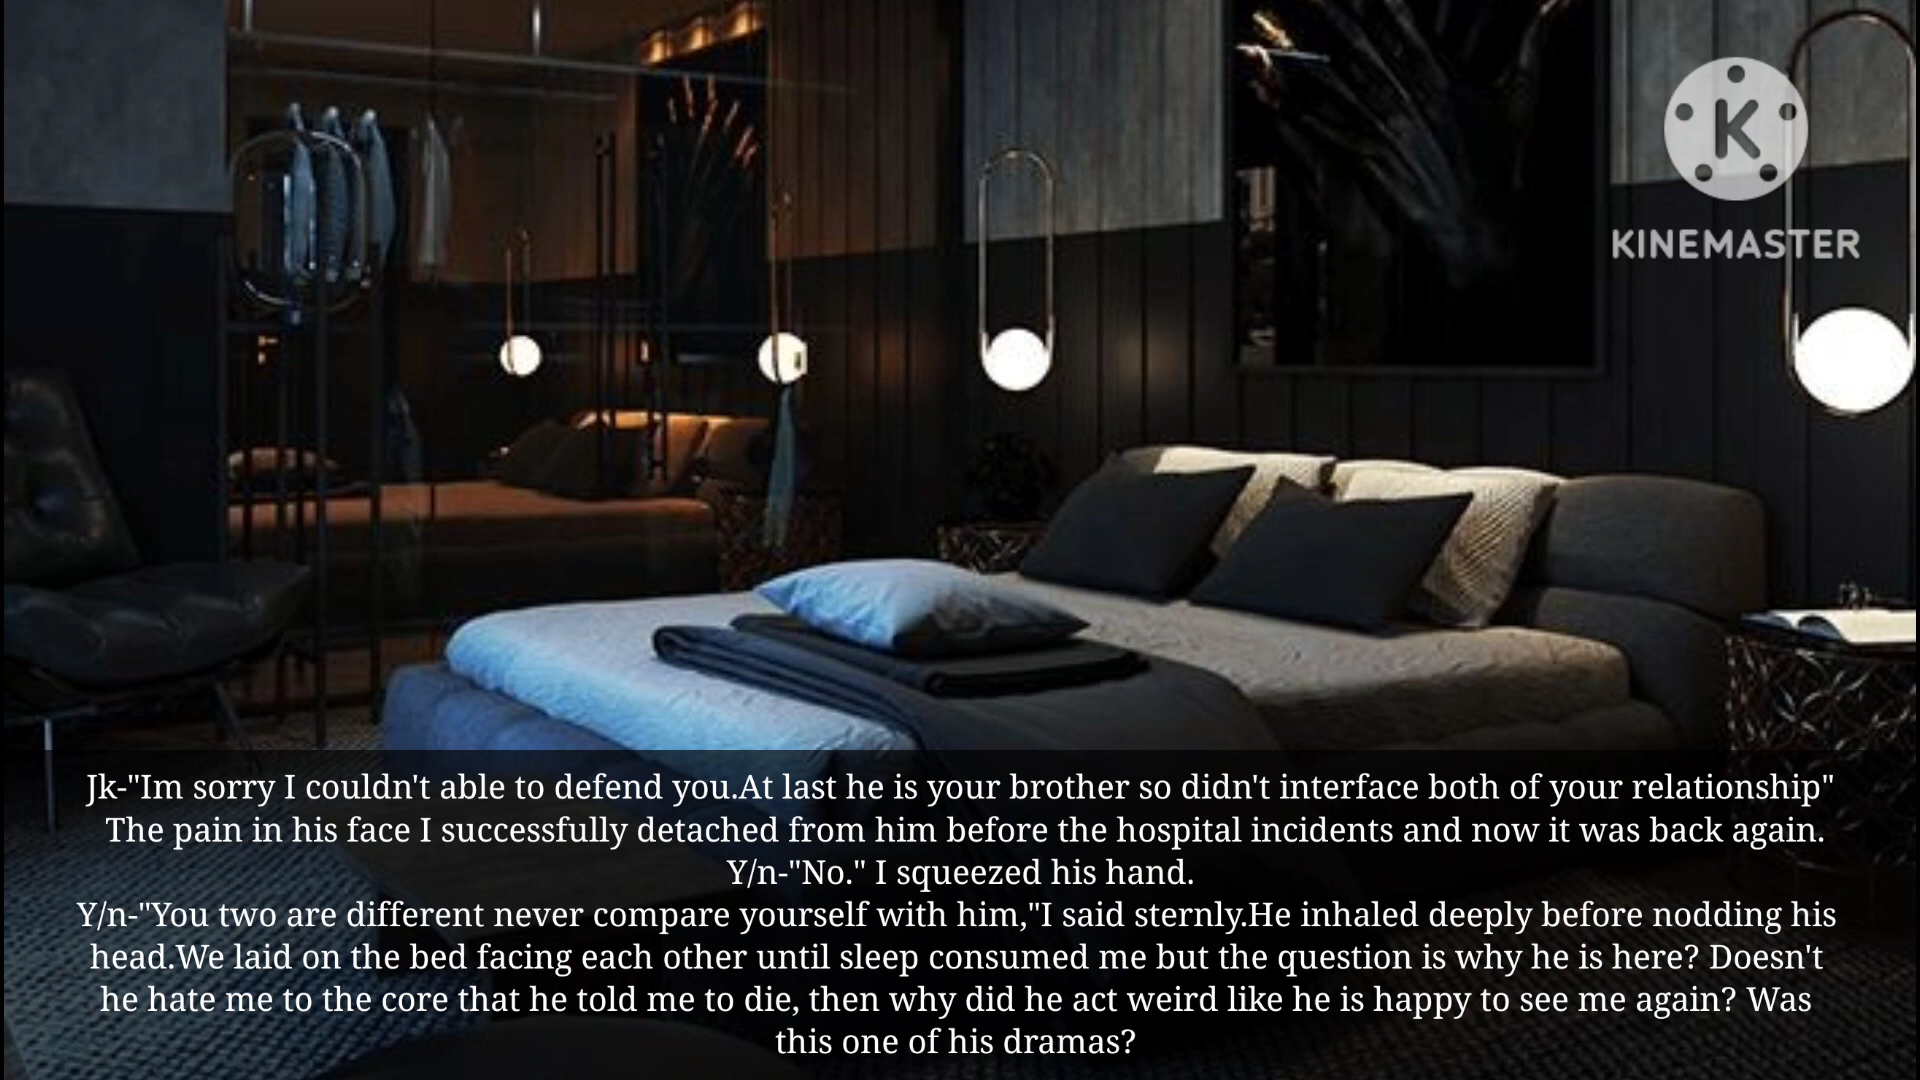 K
KINEMASTER
Jk-"Im sorry I couldn't able to defend you.At last he is your brother so didn't interface both of your relationship"
The pain in his face I successfully detached from him before the hospital incidents and now it was back again.
Y/n-"No." I squeezed his hand.
Y/n-"You two are different never compare yourself with him,"I said sternly.He inhaled deeply before nodding his
head.We laid on the bed facing each other until sleep consumed me but the question is why he is here? Doesn't
he hate me to the core that he told me to die, then why did he act weird like he is happy to see me again? Was
this one of his dramas?